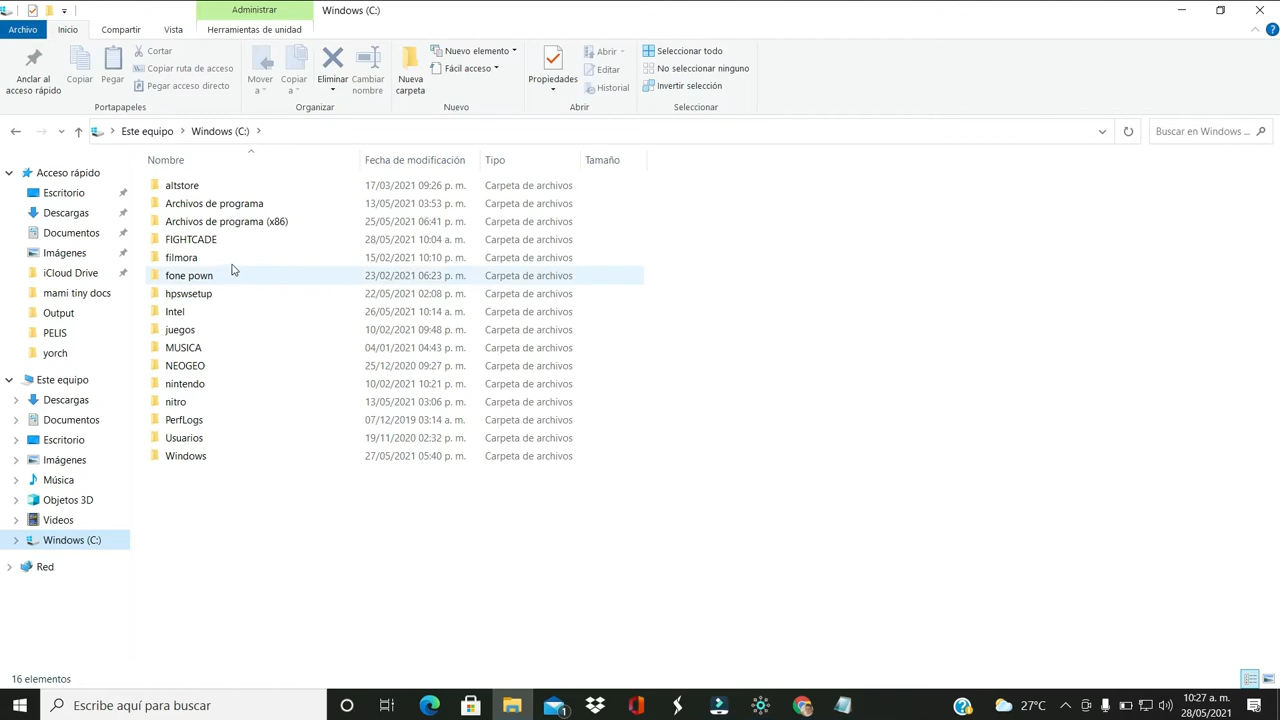 Administrar Windows (C:)
Archivo Inicio Compartir Vista Herramientas de unidad
Anclar al acceso rápido
Copiar
Pegar
Cortar
Copiar ruta de acceso
Pegar acceso directo
Portapapeles
Mover a
Copiar a
Eliminar
Cambiar nombre
Organizar
Nueva carpeta
Nuevo elemento
Fácil acceso
Nuevo
Propiedades
Abrir
Editar
Historial
Abrir
Seleccionar todo
No seleccionar ninguno
Invertir selección
Seleccionar
Este equipo Windows (C:) Buscar en Windows ...
Acceso rápido
Escritorio
Descargas
Documentos
Imágenes
iCloud Drive
mami tiny docs
Output
PELIS
yorch
Este equipo
Descargas
Documentos
Escritorio
Imágenes
Música
Objetos 3D
Videos
Windows (C:)
Red
Nombre Fecha de modificación Tipo Tamaño
altstore 17/03/2021 09:26 p. m. Carpeta de archivos
Archivos de programa 13/05/2021 03:53 p. m. Carpeta de archivos
Archivos de programa (x86) 25/05/2021 06:41 p. m. Carpeta de archivos
FIGHTCADE 28/05/2021 10:04 a. m. Carpeta de archivos
filmora 15/02/2021 10:10 p. m. Carpeta de archivos
fone pown 23/02/2021 06:23 p. m. Carpeta de archivos
hpswsetup 22/05/2021 02:08 p. m. Carpeta de archivos
Intel 26/05/2021 10:14 a. m. Carpeta de archivos
juegos 10/02/2021 09:48 p. m. Carpeta de archivos
MUSICA 04/01/2021 04:43 p. m. Carpeta de archivos
NEOGEO 25/12/2020 09:27 p. m. Carpeta de archivos
nintendo 10/02/2021 10:21 p. m. Carpeta de archivos
nitro 13/05/2021 03:06 p. m. Carpeta de archivos
PerfLogs 07/12/2019 03:14 a. m. Carpeta de archivos
Usuarios 19/11/2020 02:32 p. m. Carpeta de archivos
Windows 27/05/2021 05:40 p. m. Carpeta de archivos
16 elementos
Escribe aquí para buscar
1
27°C
10:27 a. m.
28/05/2021